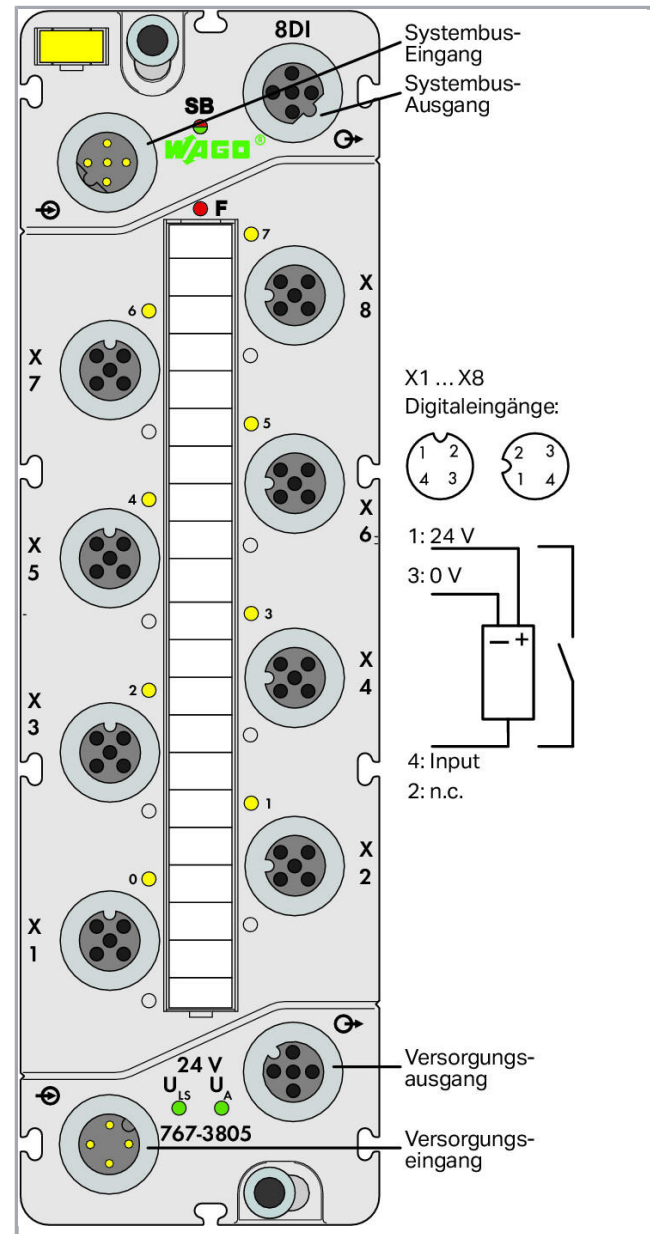 8DI
Systembus-
Eingang
Systembus-
Ausgang
SB
WAGO®
F
7
X
8
6
X
7
5
X
6
4
X
5
3
X
4
2
X
3
1
X
2
0
X
1
X1 ... X8
Digitaleingänge:
1 2
4 3
2 3
1 4
1: 24 V
3: 0 V
– +
4: Input
2: n.c.
24 V
ULS UA
767-3805
Versorgungs-
ausgang
Versorgungs-
eingang